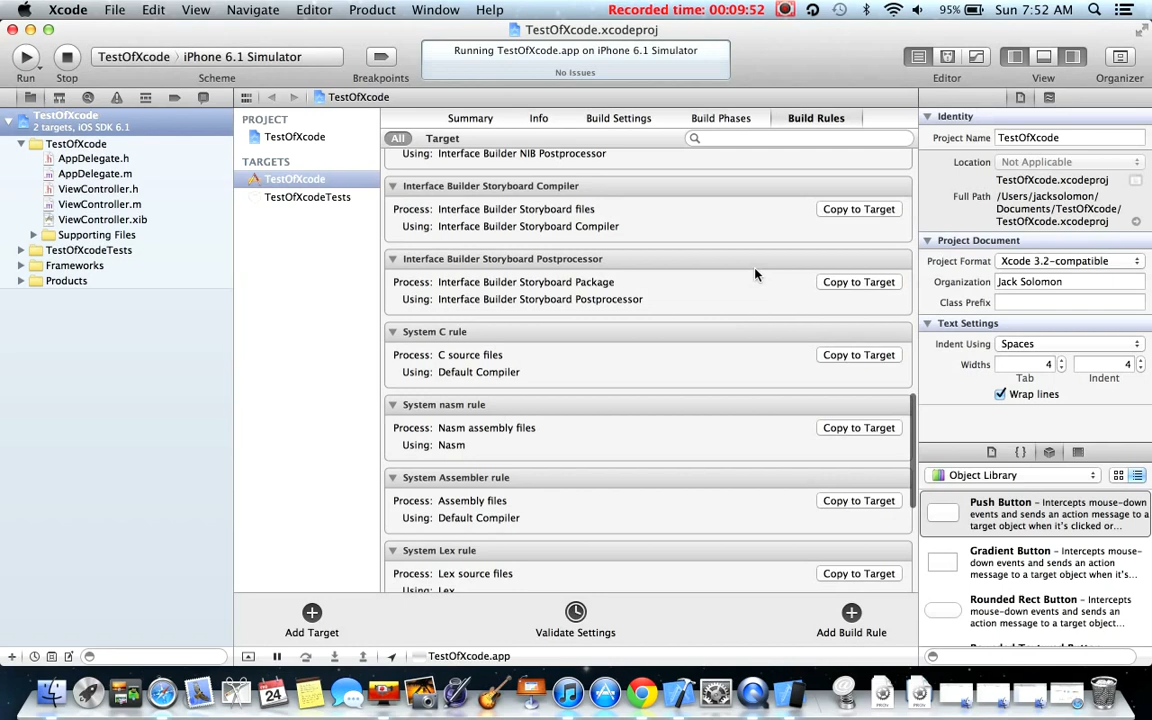 Xcode File Edit View Navigate Editor Product Window Help Recorded time: 00:09:52 95% Sun 7:52 AM
TestOfXcode.xcodeproj
TestOfXcode iPhone 6.1 Simulator
Running TestOfXcode.app on iPhone 6.1 Simulator
No Issues
Run Stop Scheme Breakpoints Editor View Organizer
TestOfXcode
2 targets, iOS SDK 6.1
TestOfXcode
AppDelegate.h
AppDelegate.m
ViewController.h
ViewController.m
ViewController.xib
Supporting Files
TestOfXcodeTests
Frameworks
Products
TestOfXcode
PROJECT
TestOfXcode
TARGETS
TestOfXcode
TestOfXcodeTests
Summary Info Build Settings Build Phases Build Rules
All Target
Using: Interface Builder NIB Postprocessor
Interface Builder Storyboard Compiler
Process: Interface Builder Storyboard files Copy to Target
Using: Interface Builder Storyboard Compiler
Interface Builder Storyboard Postprocessor
Process: Interface Builder Storyboard Package Copy to Target
Using: Interface Builder Storyboard Postprocessor
System C rule
Process: C source files Copy to Target
Using: Default Compiler
System nasm rule
Process: Nasm assembly files Copy to Target
Using: Nasm
System Assembler rule
Process: Assembly files Copy to Target
Using: Default Compiler
System Lex rule
Process: Lex source files Copy to Target
Using: Lex
Add Target Validate Settings Add Build Rule
TestOfXcode.app
Identity
Project Name TestOfXcode
Location Not Applicable
TestOfXcode.xcodeproj
Full Path /Users/jacksolomon/
Documents/TestOfXcode/
TestOfXcode.xcodeproj
Project Document
Project Format Xcode 3.2-compatible
Organization Jack Solomon
Class Prefix
Text Settings
Indent Using Spaces
Widths 4 4
Tab Indent
Wrap lines
Object Library
Push Button - Intercepts mouse-down
events and sends an action message to a
target object when it's clicked or...
Gradient Button - Intercepts mouse-
down events and sends an action
message to a target object when it's...
Rounded Rect Button - Intercepts
mouse-down events and sends an
action message to a target object...